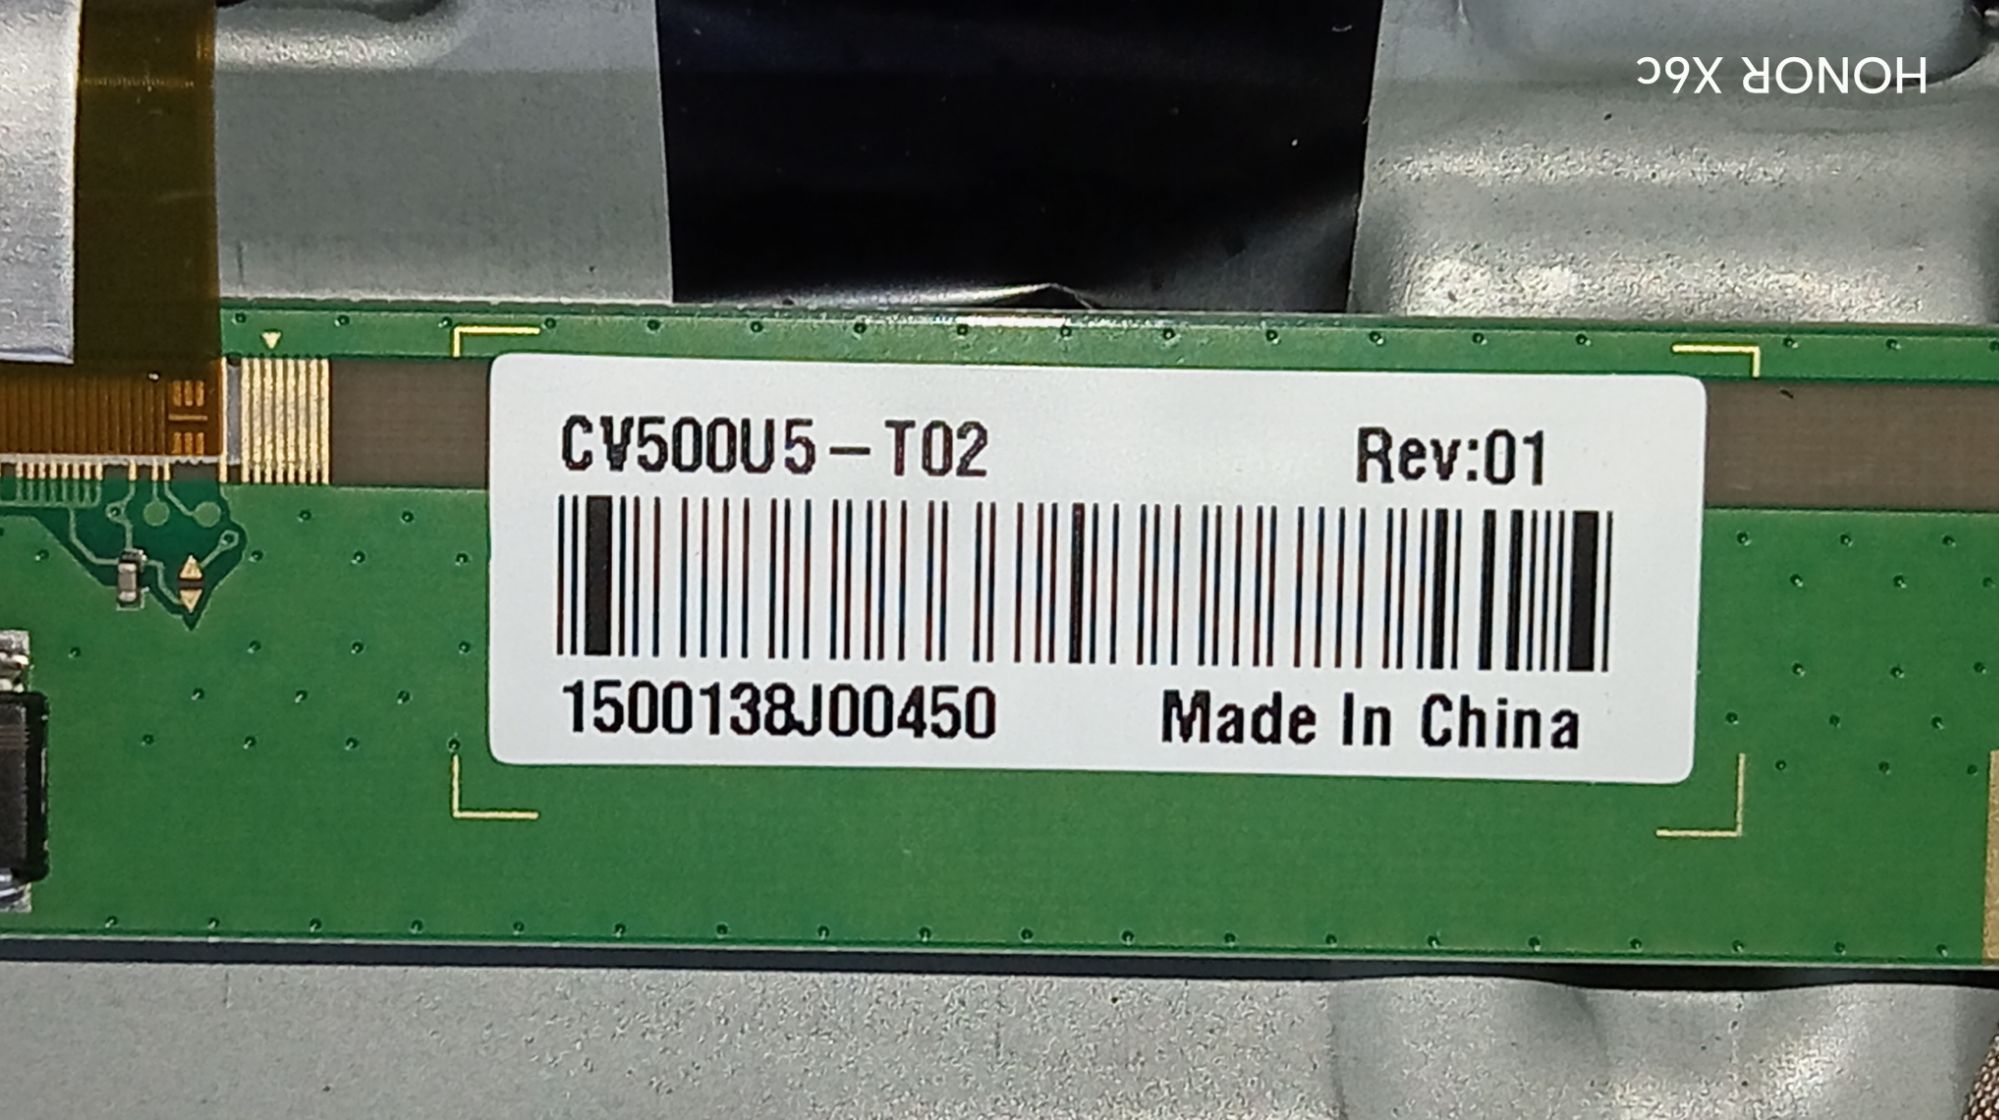 HONOR X6c
CV500U5-T02 Rev:01
1500138J00450 Made In China